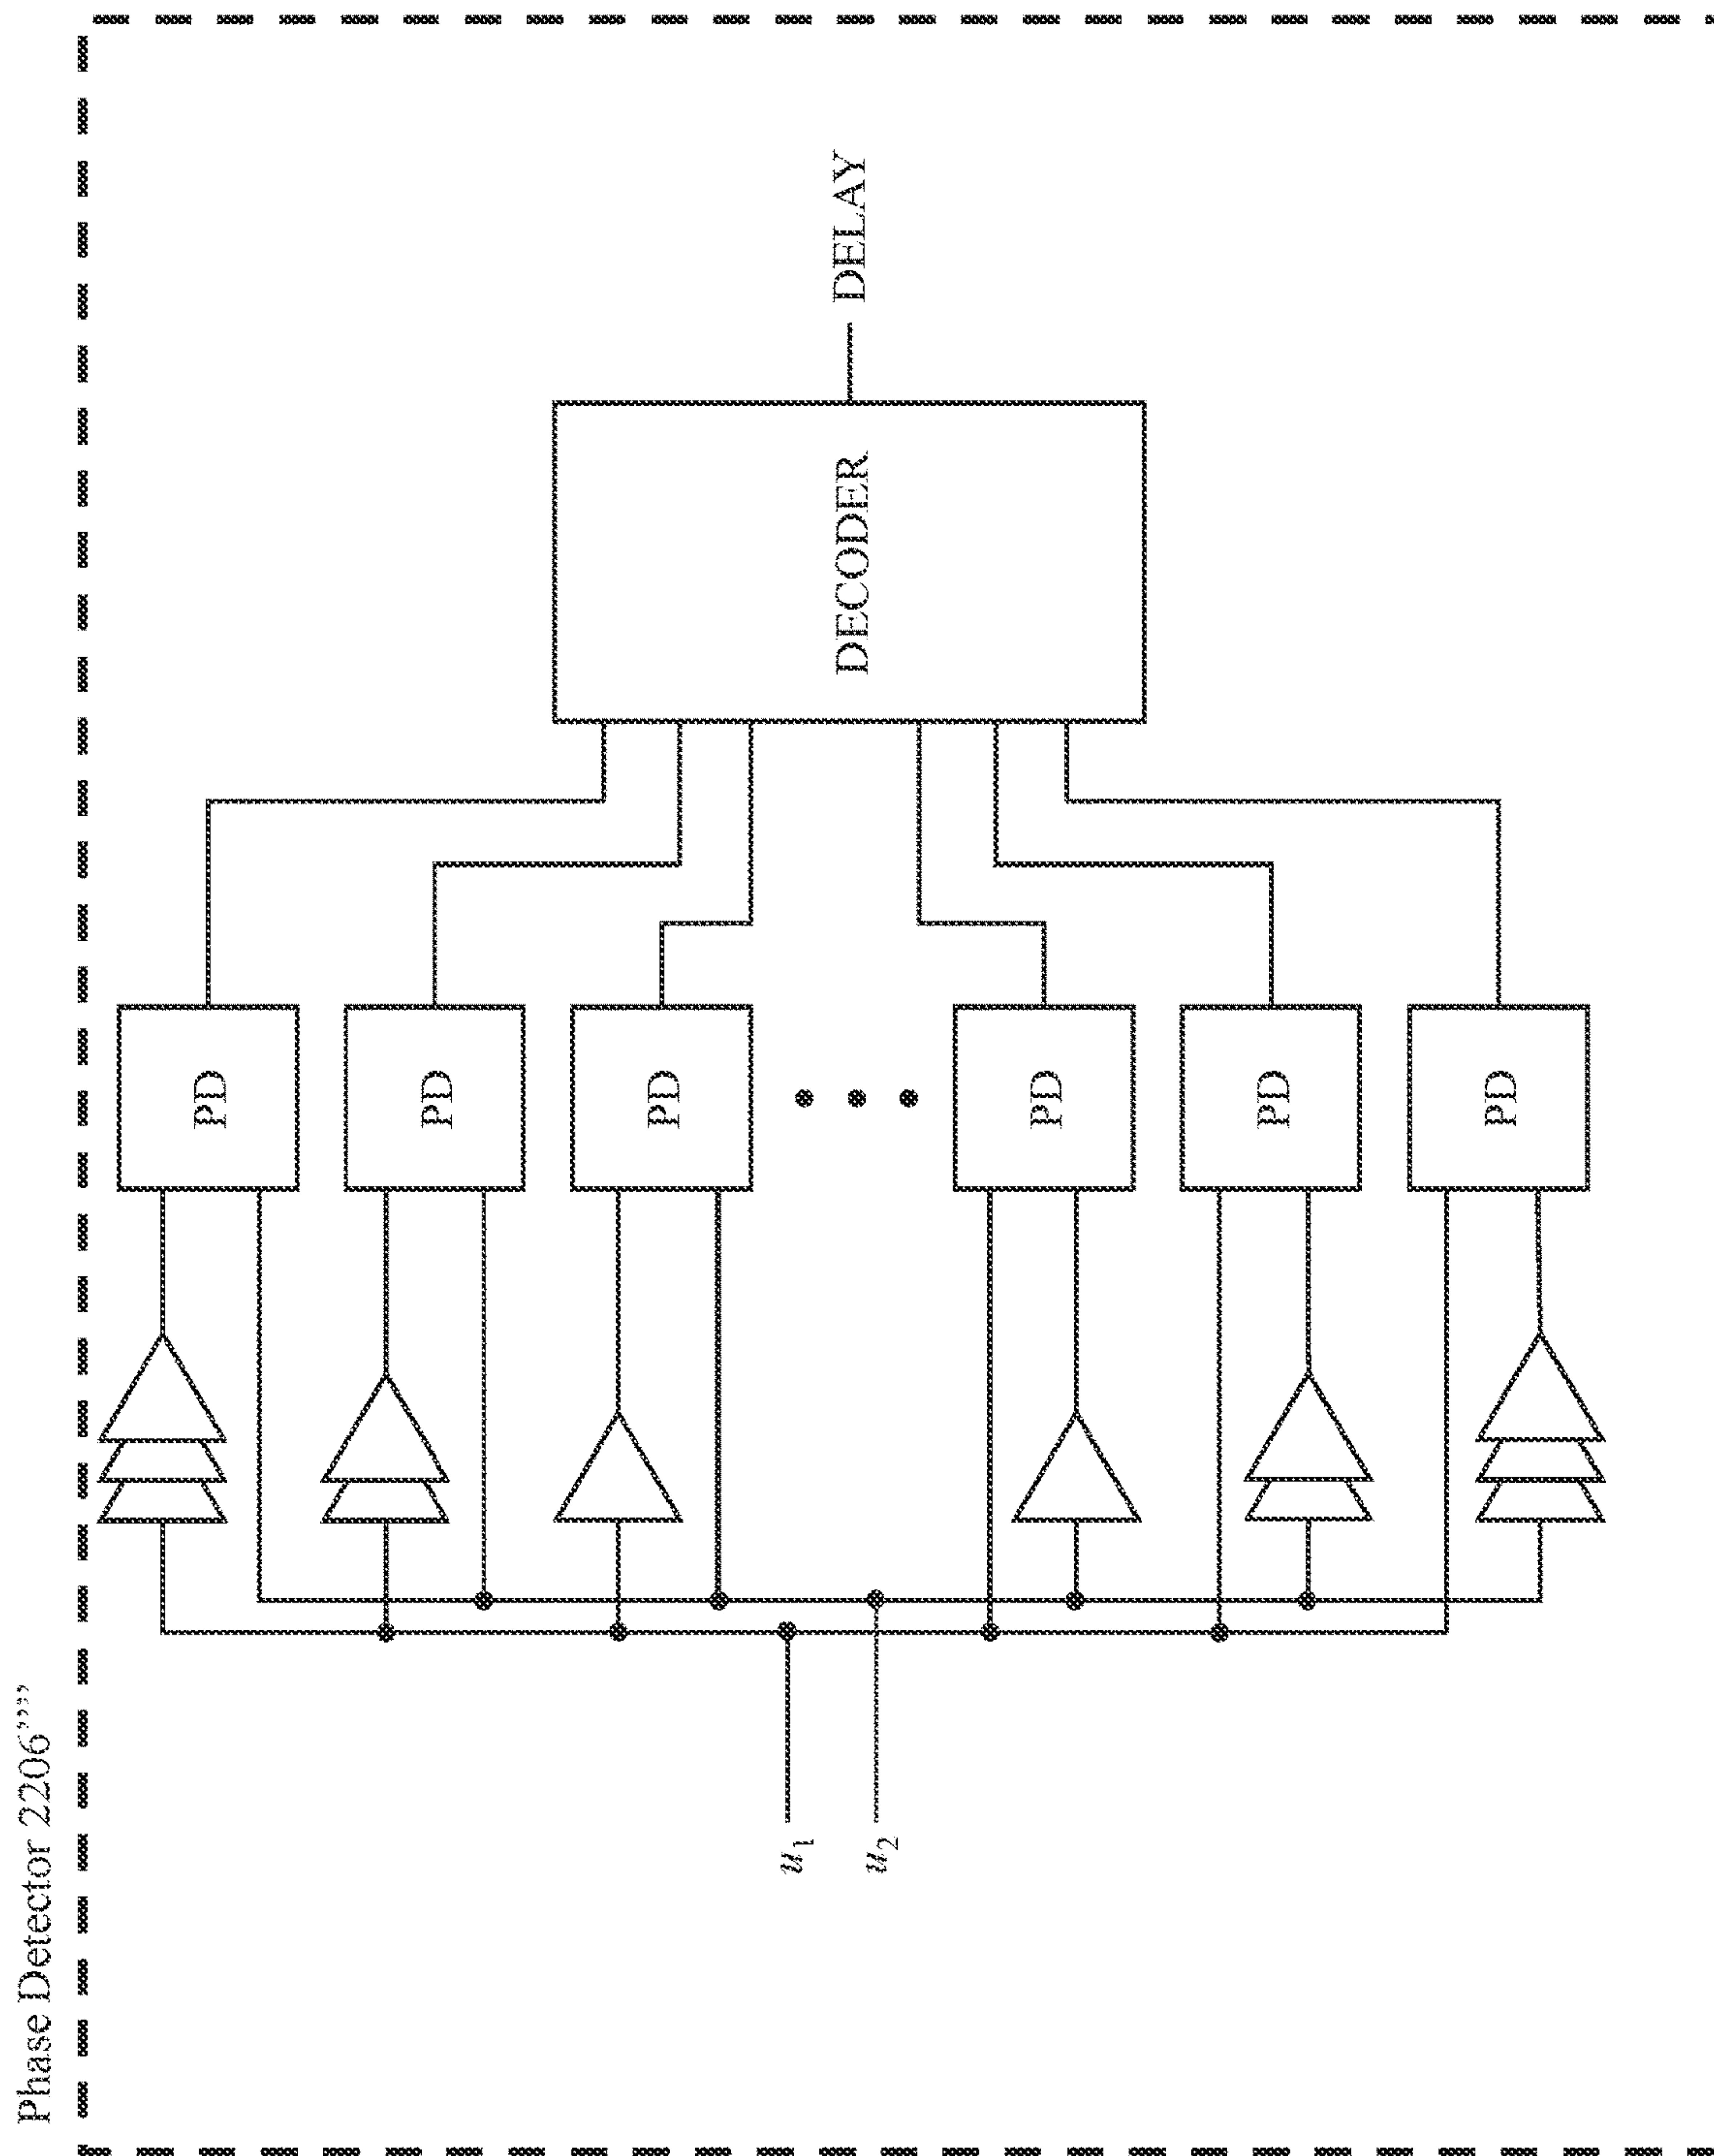 Phase Detector 2206””
u1
u2
PD
PD
PD
PD
PD
PD
DECODER
DELAY